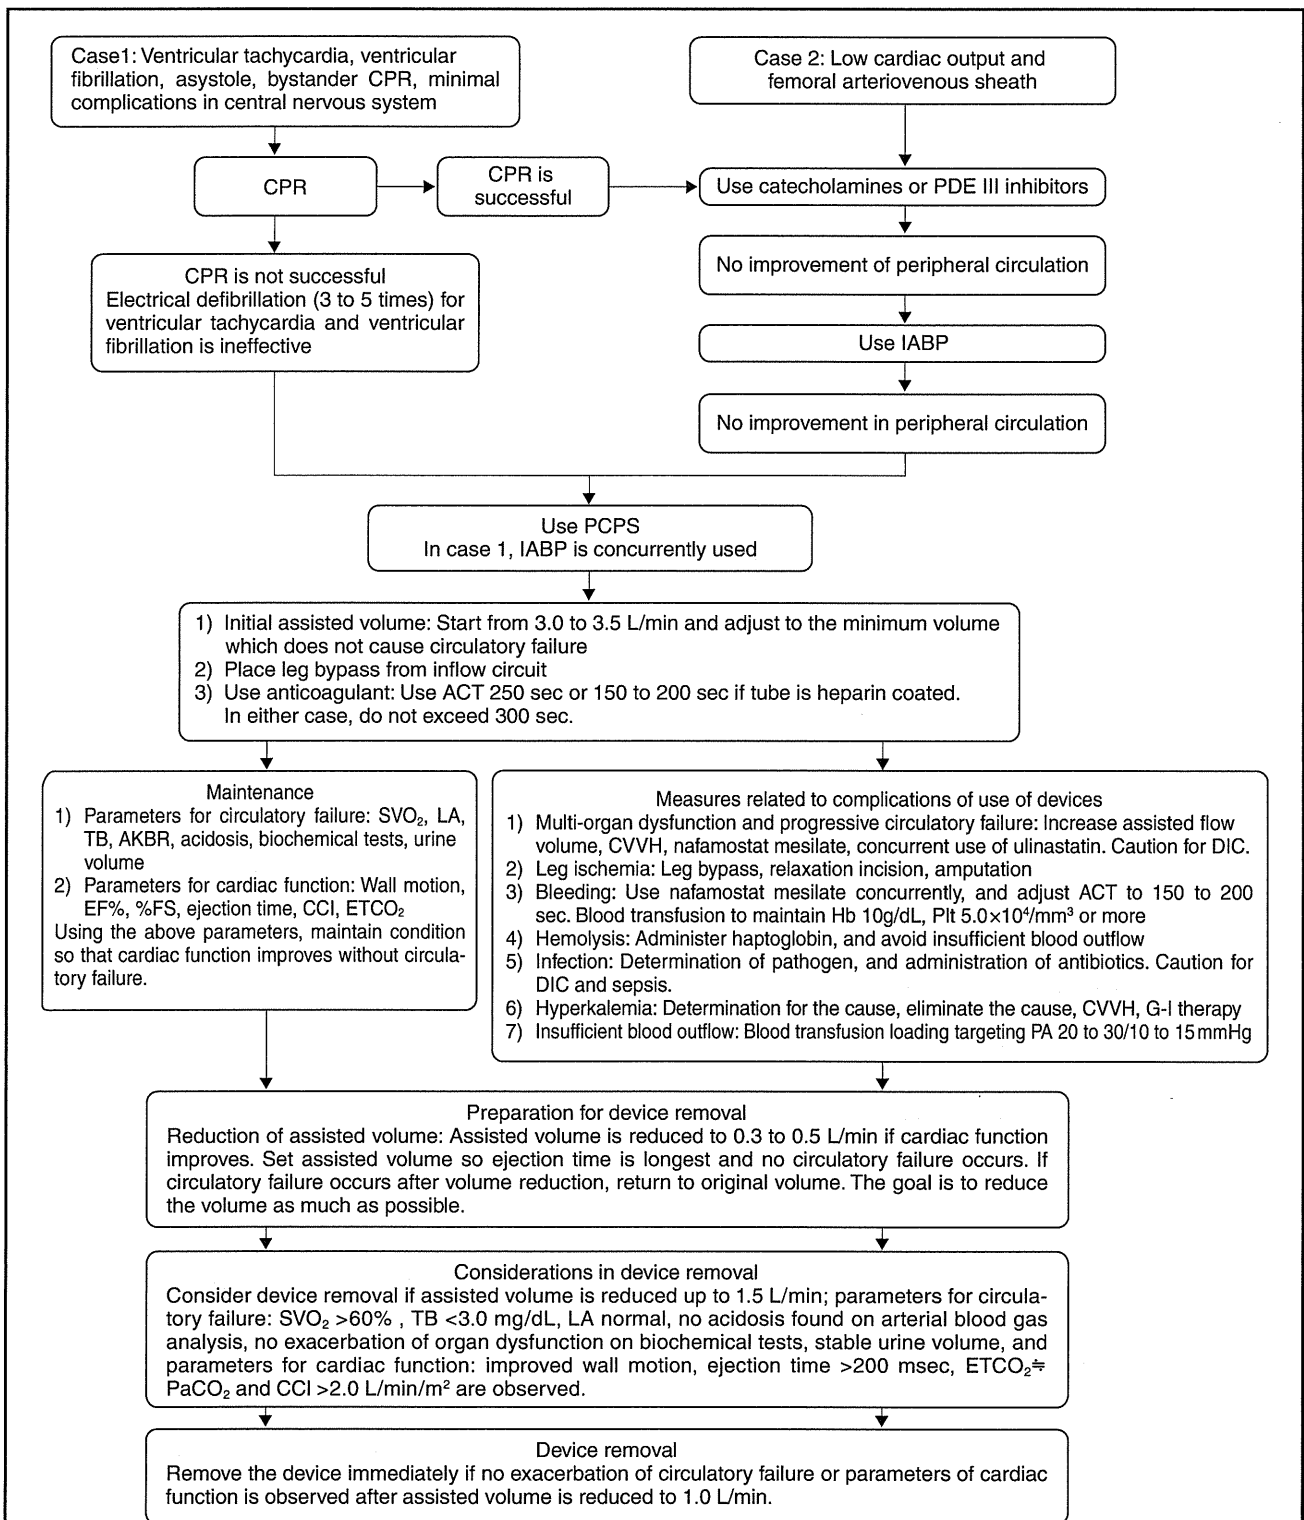 Case1: Ventricular tachycardia, ventricular
fibrillation, asystole, bystander CPR, minimal
complications in central nervous system
Case 2: Low cardiac output and
femoral arteriovenous sheath
CPR
CPR is
successful
Use catecholamines or PDE III inhibitors
No improvement of peripheral circulation
CPR is not successful
Electrical defibrillation (3 to 5 times) for
ventricular tachycardia and ventricular
fibrillation is ineffective
Use IABP
No improvement in peripheral circulation
Use PCPS
In case 1, IABP is concurrently used
1) Initial assisted volume: Start from 3.0 to 3.5 L/min and adjust to the minimum volume
which does not cause circulatory failure
2) Place leg bypass from inflow circuit
3) Use anticoagulant: Use ACT 250 sec or 150 to 200 sec if tube is heparin coated.
In either case, do not exceed 300 sec.
Maintenance
1) Parameters for circulatory failure: SVO₂, LA,
TB, AKBR, acidosis, biochemical tests, urine
volume
2) Parameters for cardiac function: Wall motion,
EF%, %FS, ejection time, CCI, ETCO₂
Using the above parameters, maintain condition
so that cardiac function improves without circula-
tory failure.
Measures related to complications of use of devices
1) Multi-organ dysfunction and progressive circulatory failure: Increase assisted flow
volume, CVVH, nafamostat mesilate, concurrent use of ulinastatin. Caution for DIC.
2) Leg ischemia: Leg bypass, relaxation incision, amputation
3) Bleeding: Use nafamostat mesilate concurrently, and adjust ACT to 150 to 200
sec. Blood transfusion to maintain Hb 10g/dL, Plt 5.0×10⁴/mm³ or more
4) Hemolysis: Administer haptoglobin, and avoid insufficient blood outflow
5) Infection: Determination of pathogen, and administration of antibiotics. Caution for
DIC and sepsis.
6) Hyperkalemia: Determination for the cause, eliminate the cause, CVVH, G-I therapy
7) Insufficient blood outflow: Blood transfusion loading targeting PA 20 to 30/10 to 15 mmHg
Preparation for device removal
Reduction of assisted volume: Assisted volume is reduced to 0.3 to 0.5 L/min if cardiac function
improves. Set assisted volume so ejection time is longest and no circulatory failure occurs. If
circulatory failure occurs after volume reduction, return to original volume. The goal is to reduce
the volume as much as possible.
Considerations in device removal
Consider device removal if assisted volume is reduced up to 1.5 L/min; parameters for circula-
tory failure: SVO₂ >60% , TB <3.0 mg/dL, LA normal, no acidosis found on arterial blood gas
analysis, no exacerbation of organ dysfunction on biochemical tests, stable urine volume, and
parameters for cardiac function: improved wall motion, ejection time >200 msec, ETCO₂≒
PaCO₂ and CCI >2.0 L/min/m² are observed.
Device removal
Remove the device immediately if no exacerbation of circulatory failure or parameters of cardiac
function is observed after assisted volume is reduced to 1.0 L/min.